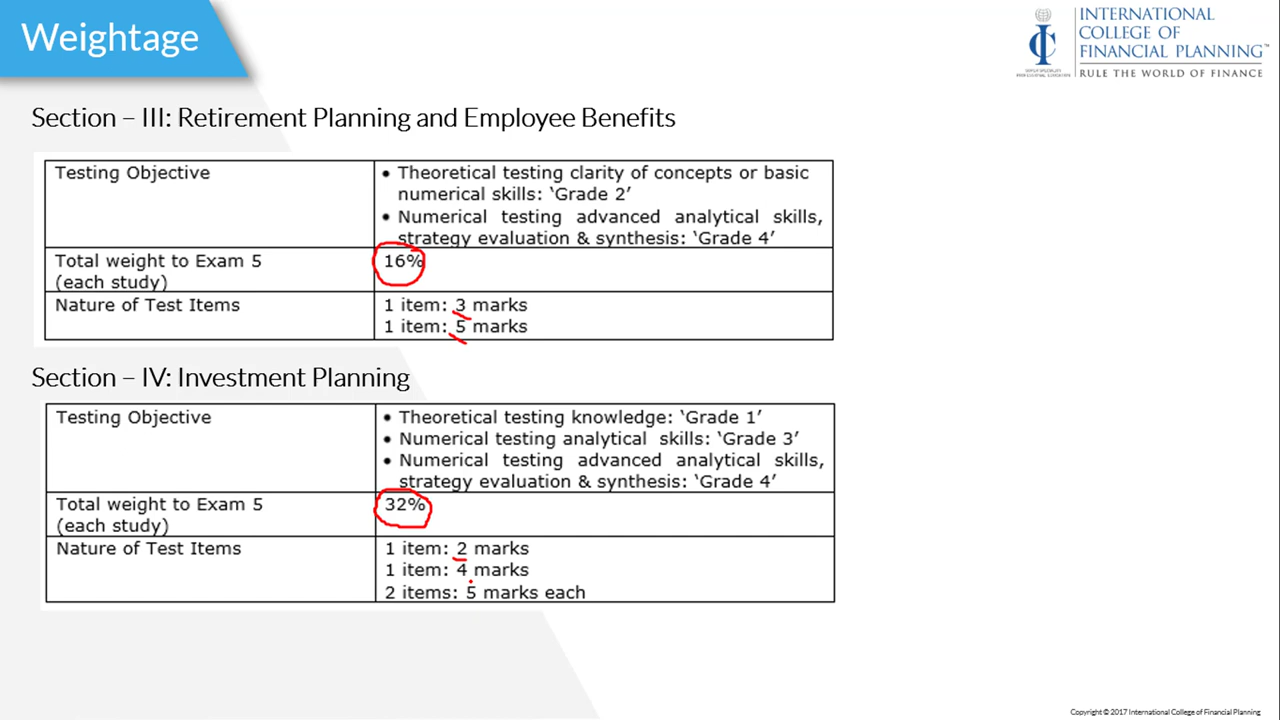 Weightage
INTERNATIONAL
COLLEGE OF
FINANCIAL PLANNING™
RULE THE WORLD OF FINANCE
Section – III: Retirement Planning and Employee Benefits
Testing Objective
• Theoretical testing clarity of concepts or basic
numerical skills: ‘Grade 2’
• Numerical testing advanced analytical skills,
strategy evaluation & synthesis: ‘Grade 4’
Total weight to Exam 5
(each study)
16%
Nature of Test Items
1 item: 3 marks
1 item: 5 marks
Section – IV: Investment Planning
Testing Objective
• Theoretical testing knowledge: ‘Grade 1’
• Numerical testing analytical skills: ‘Grade 3’
• Numerical testing advanced analytical skills,
strategy evaluation & synthesis: ‘Grade 4’
Total weight to Exam 5
(each study)
32%
Nature of Test Items
1 item: 2 marks
1 item: 4 marks
2 items: 5 marks each
Copyright © 2017 International College of Financial Planning